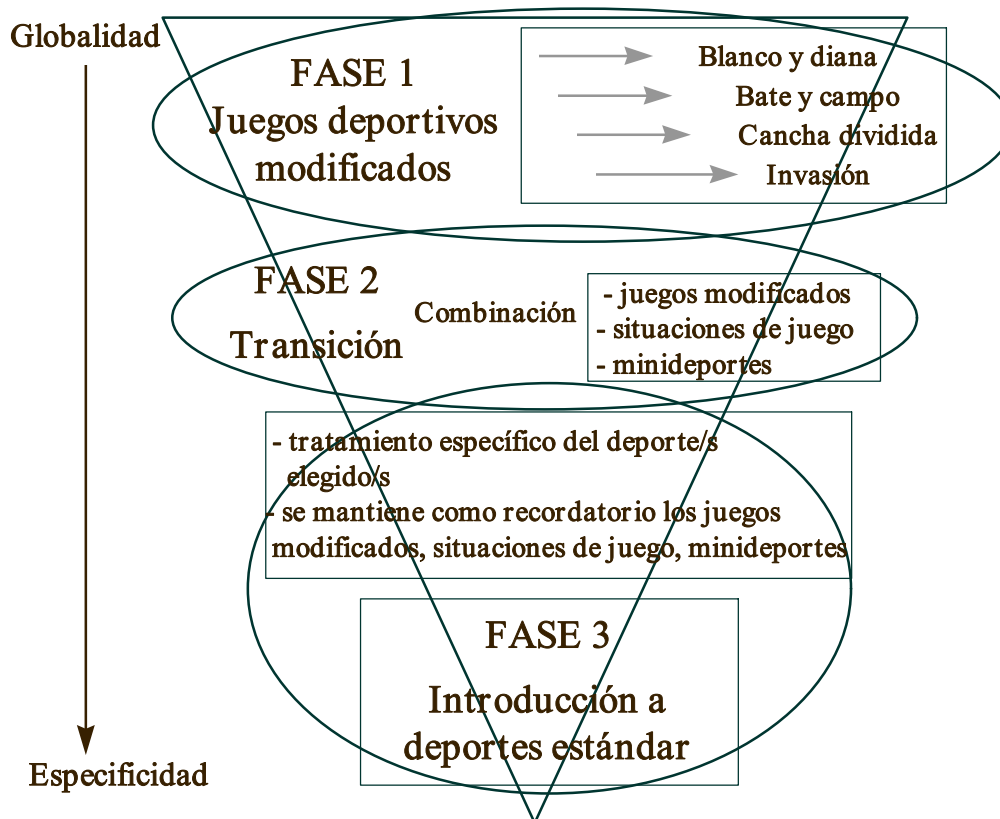 Globalidad
FASE 1
Juegos deportivos
modificados
Blanco y diana
Bate y campo
Cancha dividida
Invasión
FASE 2
Transición
Combinación
- juegos modificados
- situaciones de juego
- minideportes
- tratamiento específico del deporte/s
elegido/s
- se mantiene como recordatorio los juegos
modificados, situaciones de juego, minideportes
FASE 3
Introducción a
deportes estándar
Especificidad